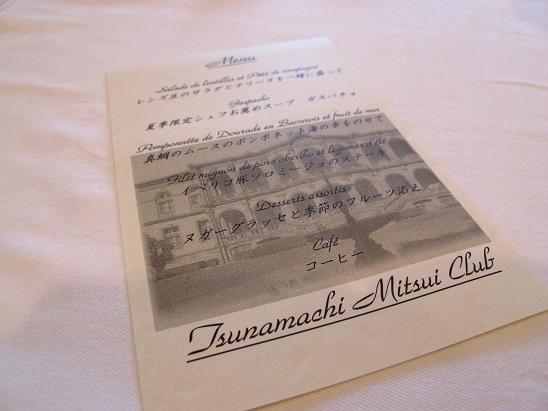 Menu
Salade de lentilles et Pâté de campagne
レンズ豆のサラダとテリーヌを一緒に盛って
Gaspacho
夏季限定シェフお薦めスープ ガスパチョ
Pomponntte de Dourade en Bavarois et fruit de mer
真鯛のムースのポンポネット海の幸をのせて
Filet mignon de porc oberiko et légumes d'été
イベリコ豚ソロミージョのステーキ
Desserts assortis
ヌガーグラッセと季節のフルーツ添え
Café
コーヒー
Tsunamachi Mitsui Club